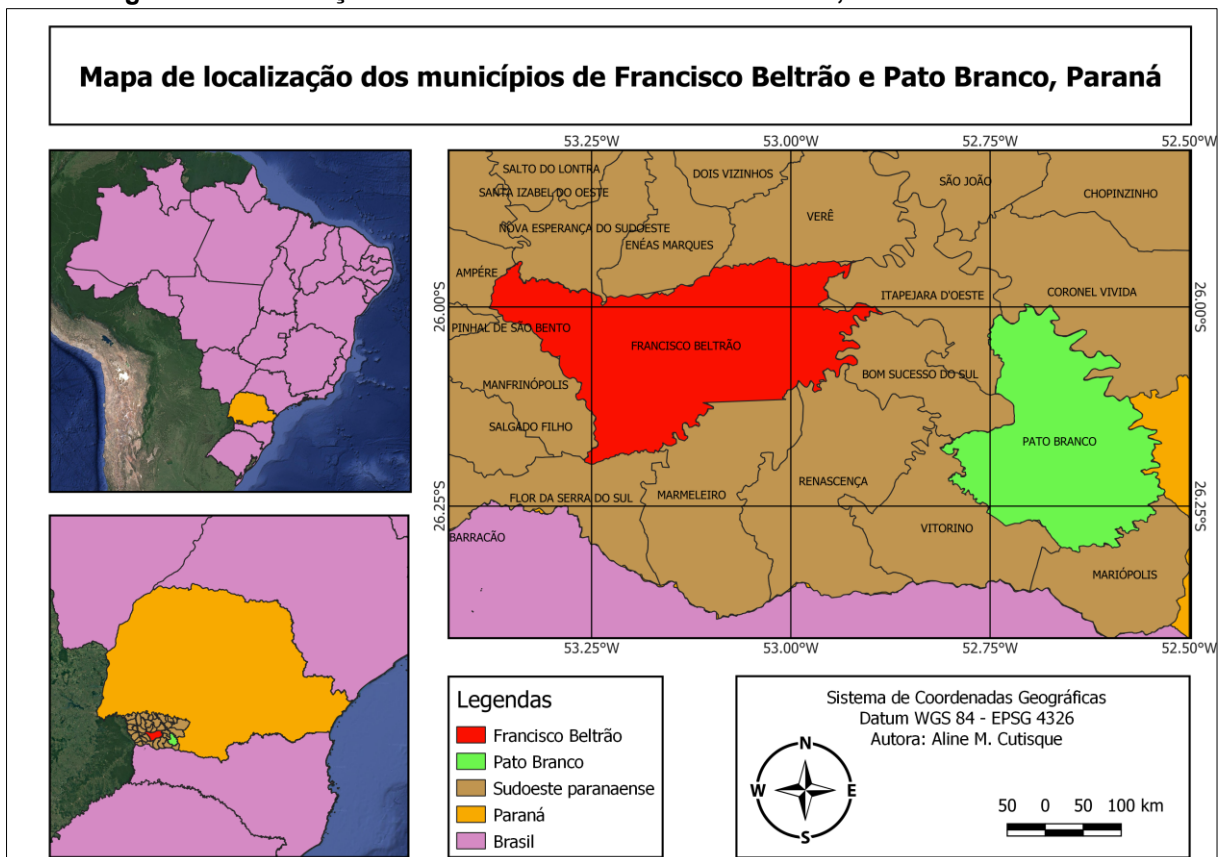 Mapa de localização dos municípios de Francisco Beltrão e Pato Branco, Paraná
53.25°W 53.00°W 52.75°W 52.50°W
SALTO DO LONTRA
DOIS VIZINHOS
SÃO JOÃO
CHOPINZINHO
SANTA IZABEL DO OESTE
VERÊ
NOVA ESPERANÇA DO SUDOESTE
ENÉAS MARQUES
AMPÉRE
ITAPEJARA D'OESTE
CORONEL VIVIDA
26.00°S
26.00°S
PINHAL DE SÃO BENTO
FRANCISCO BELTRÃO
MANFRINÓPOLIS
BOM SUCESSO DO SUL
SALGADO FILHO
PATO BRANCO
RENASCENÇA
FLOR DA SERRA DO SUL
MARMELEIRO
26.25°S
26.25°S
VITORINO
BARRACÃO
MARIÓPOLIS
53.25°W 53.00°W 52.75°W 52.50°W
Legendas
Francisco Beltrão
Pato Branco
Sudoeste paranaense
Paraná
Brasil
Sistema de Coordenadas Geográficas
Datum WGS 84 - EPSG 4326
Autora: Aline M. Cutisque
N
W E
S
50 0 50 100 km